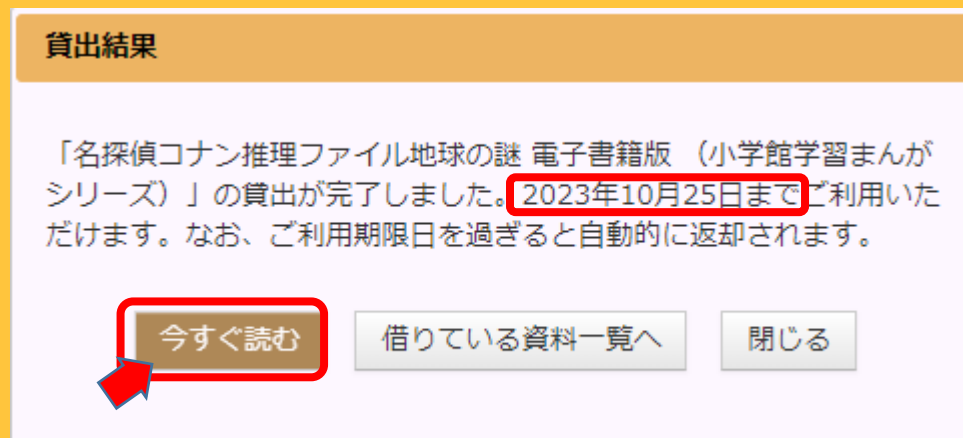 貸出結果
「名探偵コナン推理ファイル地球の謎 電子書籍版 （小学館学習まんが
シリーズ）」の貸出が完了しました。2023年10月25日までご利用いた
だけます。なお、ご利用期限日を過ぎると自動的に返却されます。
今すぐ読む 借りている資料一覧へ 閉じる